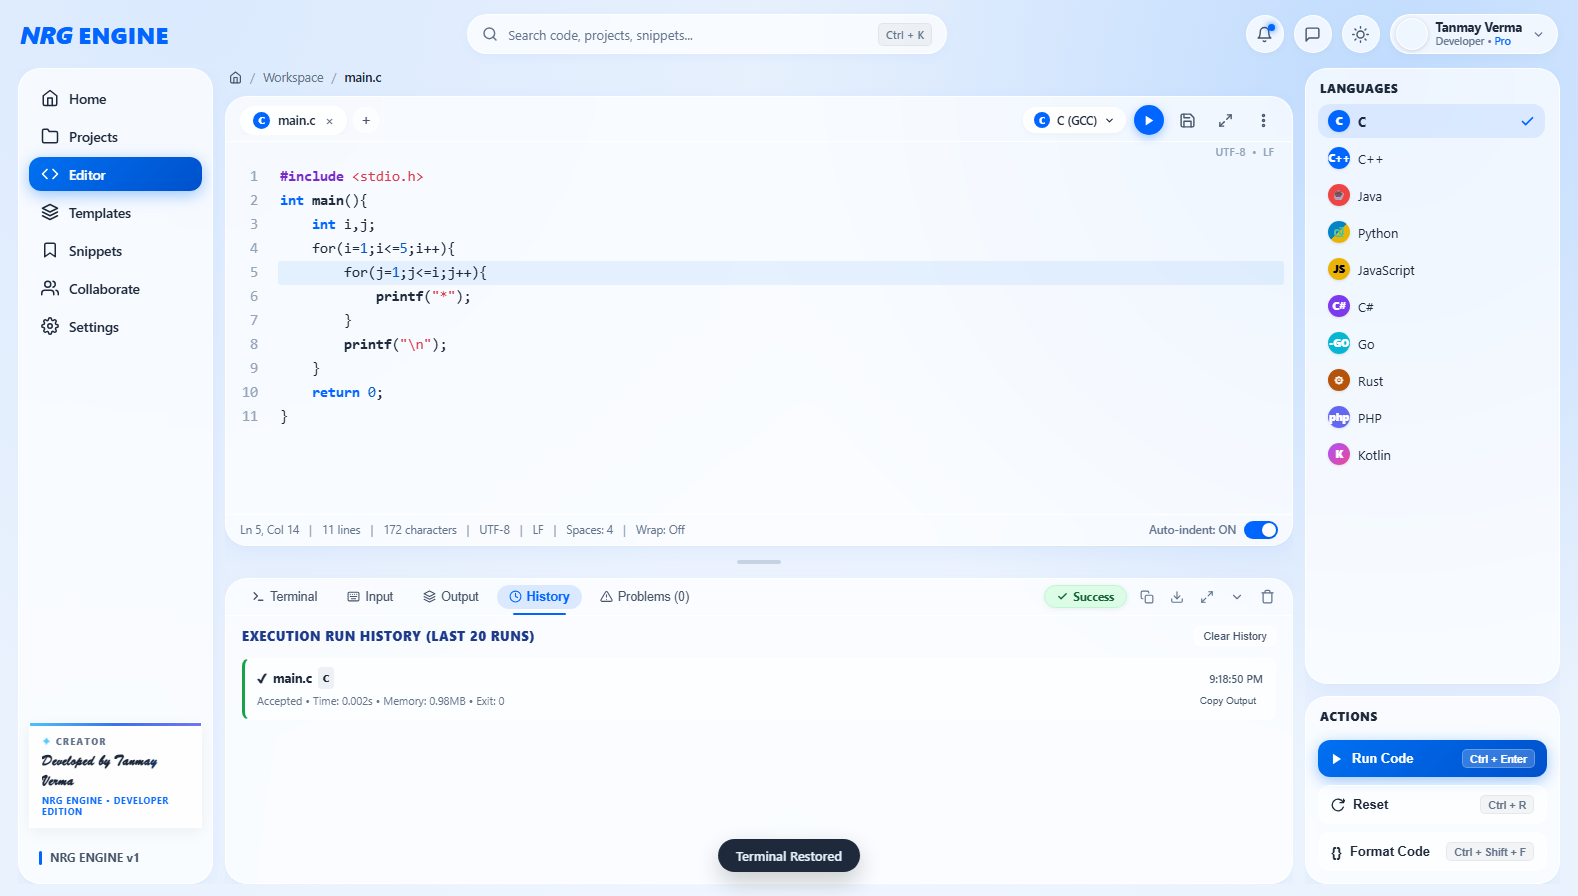 NRG ENGINE
Search code, projects, snippets...
Ctrl + K
Tanmay Verma
Developer • Pro
Home
Projects
Editor
Templates
Snippets
Collaborate
Settings
✦ CREATOR
Developed by Tanmay
Verma
NRG ENGINE • DEVELOPER
EDITION
NRG ENGINE v1
/ Workspace / main.c
C main.c ×
+
C C (GCC)
UTF-8 • LF
1 #include <stdio.h>
2 int main(){
3     int i,j;
4     for(i=1;i<=5;i++){
5         for(j=1;j<=i;j++){
6             printf("*");
7         }
8         printf("\n");
9     }
10     return 0;
11 }
Ln 5, Col 14 | 11 lines | 172 characters | UTF-8 | LF | Spaces: 4 | Wrap: Off
Auto-indent: ON
Terminal
Input
Output
History
Problems (0)
✓ Success
EXECUTION RUN HISTORY (LAST 20 RUNS)
Clear History
✓ main.c C
9:18:50 PM
Accepted • Time: 0.002s • Memory: 0.98MB • Exit: 0
Copy Output
Terminal Restored
LANGUAGES
C C
C++ C++
Java
Python
JS JavaScript
C# C#
-GO Go
Rust
php PHP
K Kotlin
ACTIONS
Run Code Ctrl + Enter
Reset Ctrl + R
{} Format Code Ctrl + Shift + F